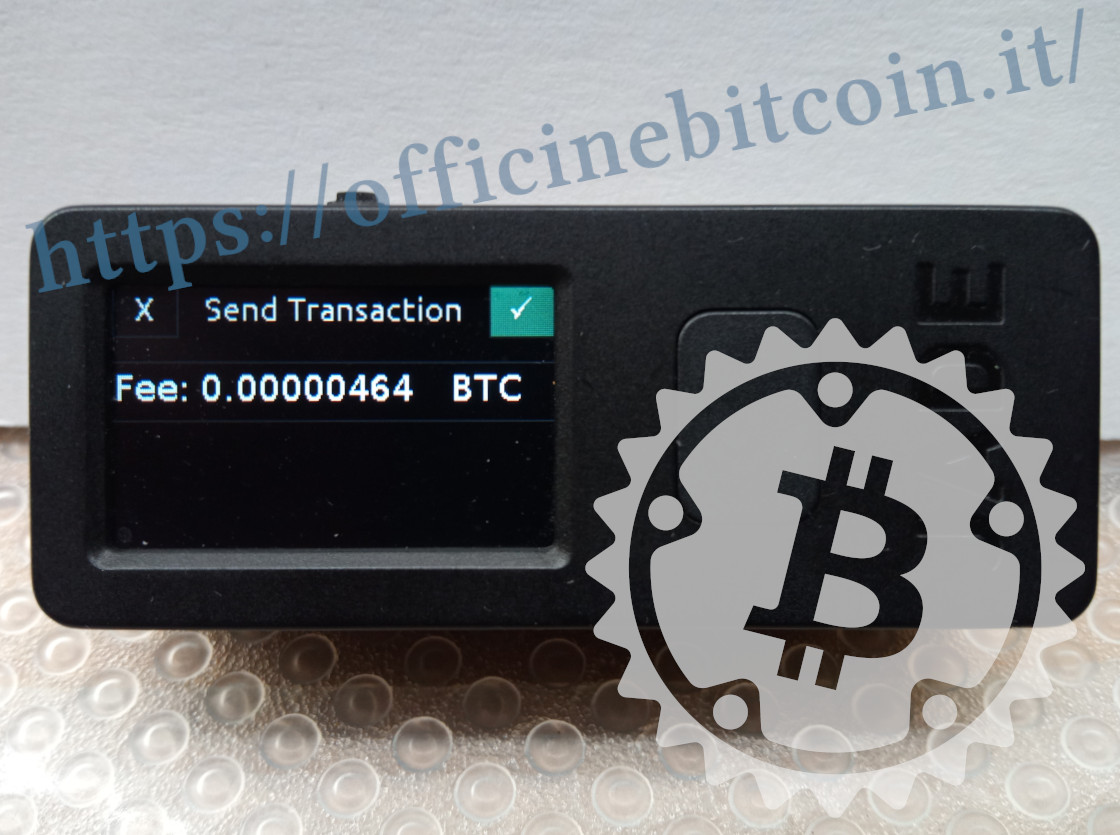 https://officinebitcoin.it/
X Send Transaction ✓
Fee: 0.00000464 BTC